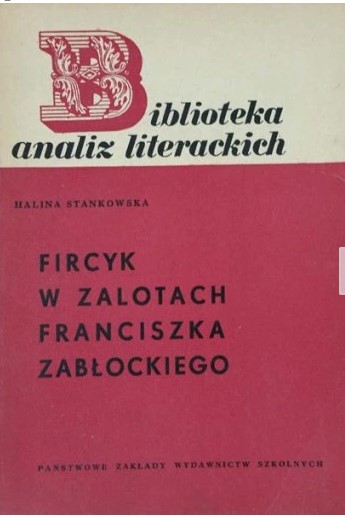 Biblioteka
analiz literackich
HALINA STANKOWSKA
FIRCYK
W ZALOTACH
FRANCISZKA
ZABŁOCKIEGO
PAŃSTWOWE ZAKŁADY WYDAWNICTW SZKOLNYCH